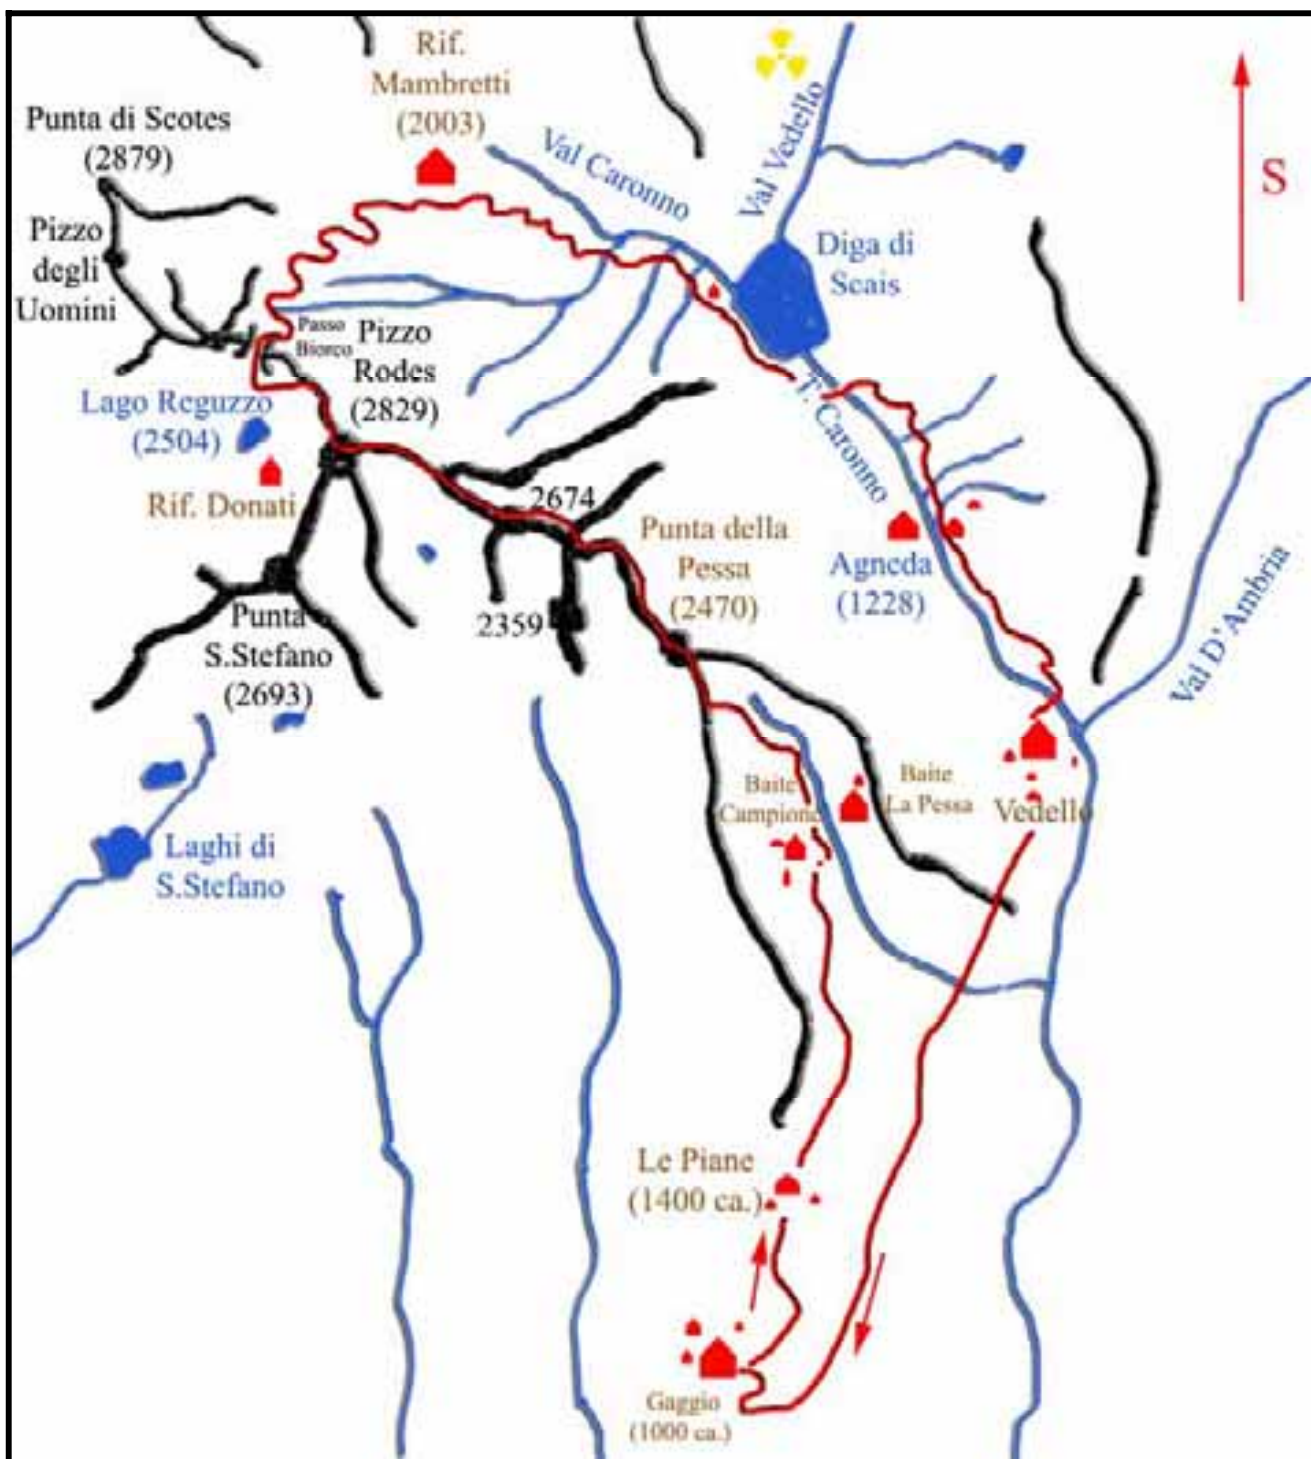 Rif.
Mambretti
(2003)
Punta di Scotes
(2879)
Val Caronno
Val Vedello
S
Pizzo
degli
Uomini
Diga di
Scais
Passo
Biorco
Pizzo
Rodes
(2829)
Lago Reguzzo
(2504)
T. Caronno
Rif. Donati
2674
Punta della
Pessa
(2470)
Agneda
(1228)
2359
Punta
S.Stefano
(2693)
Val D'Ambria
Baite
Campione
Baite
La Pessa
Vedello
Laghi di
S.Stefano
Le Piane
(1400 ca.)
Gaggio
(1000 ca.)